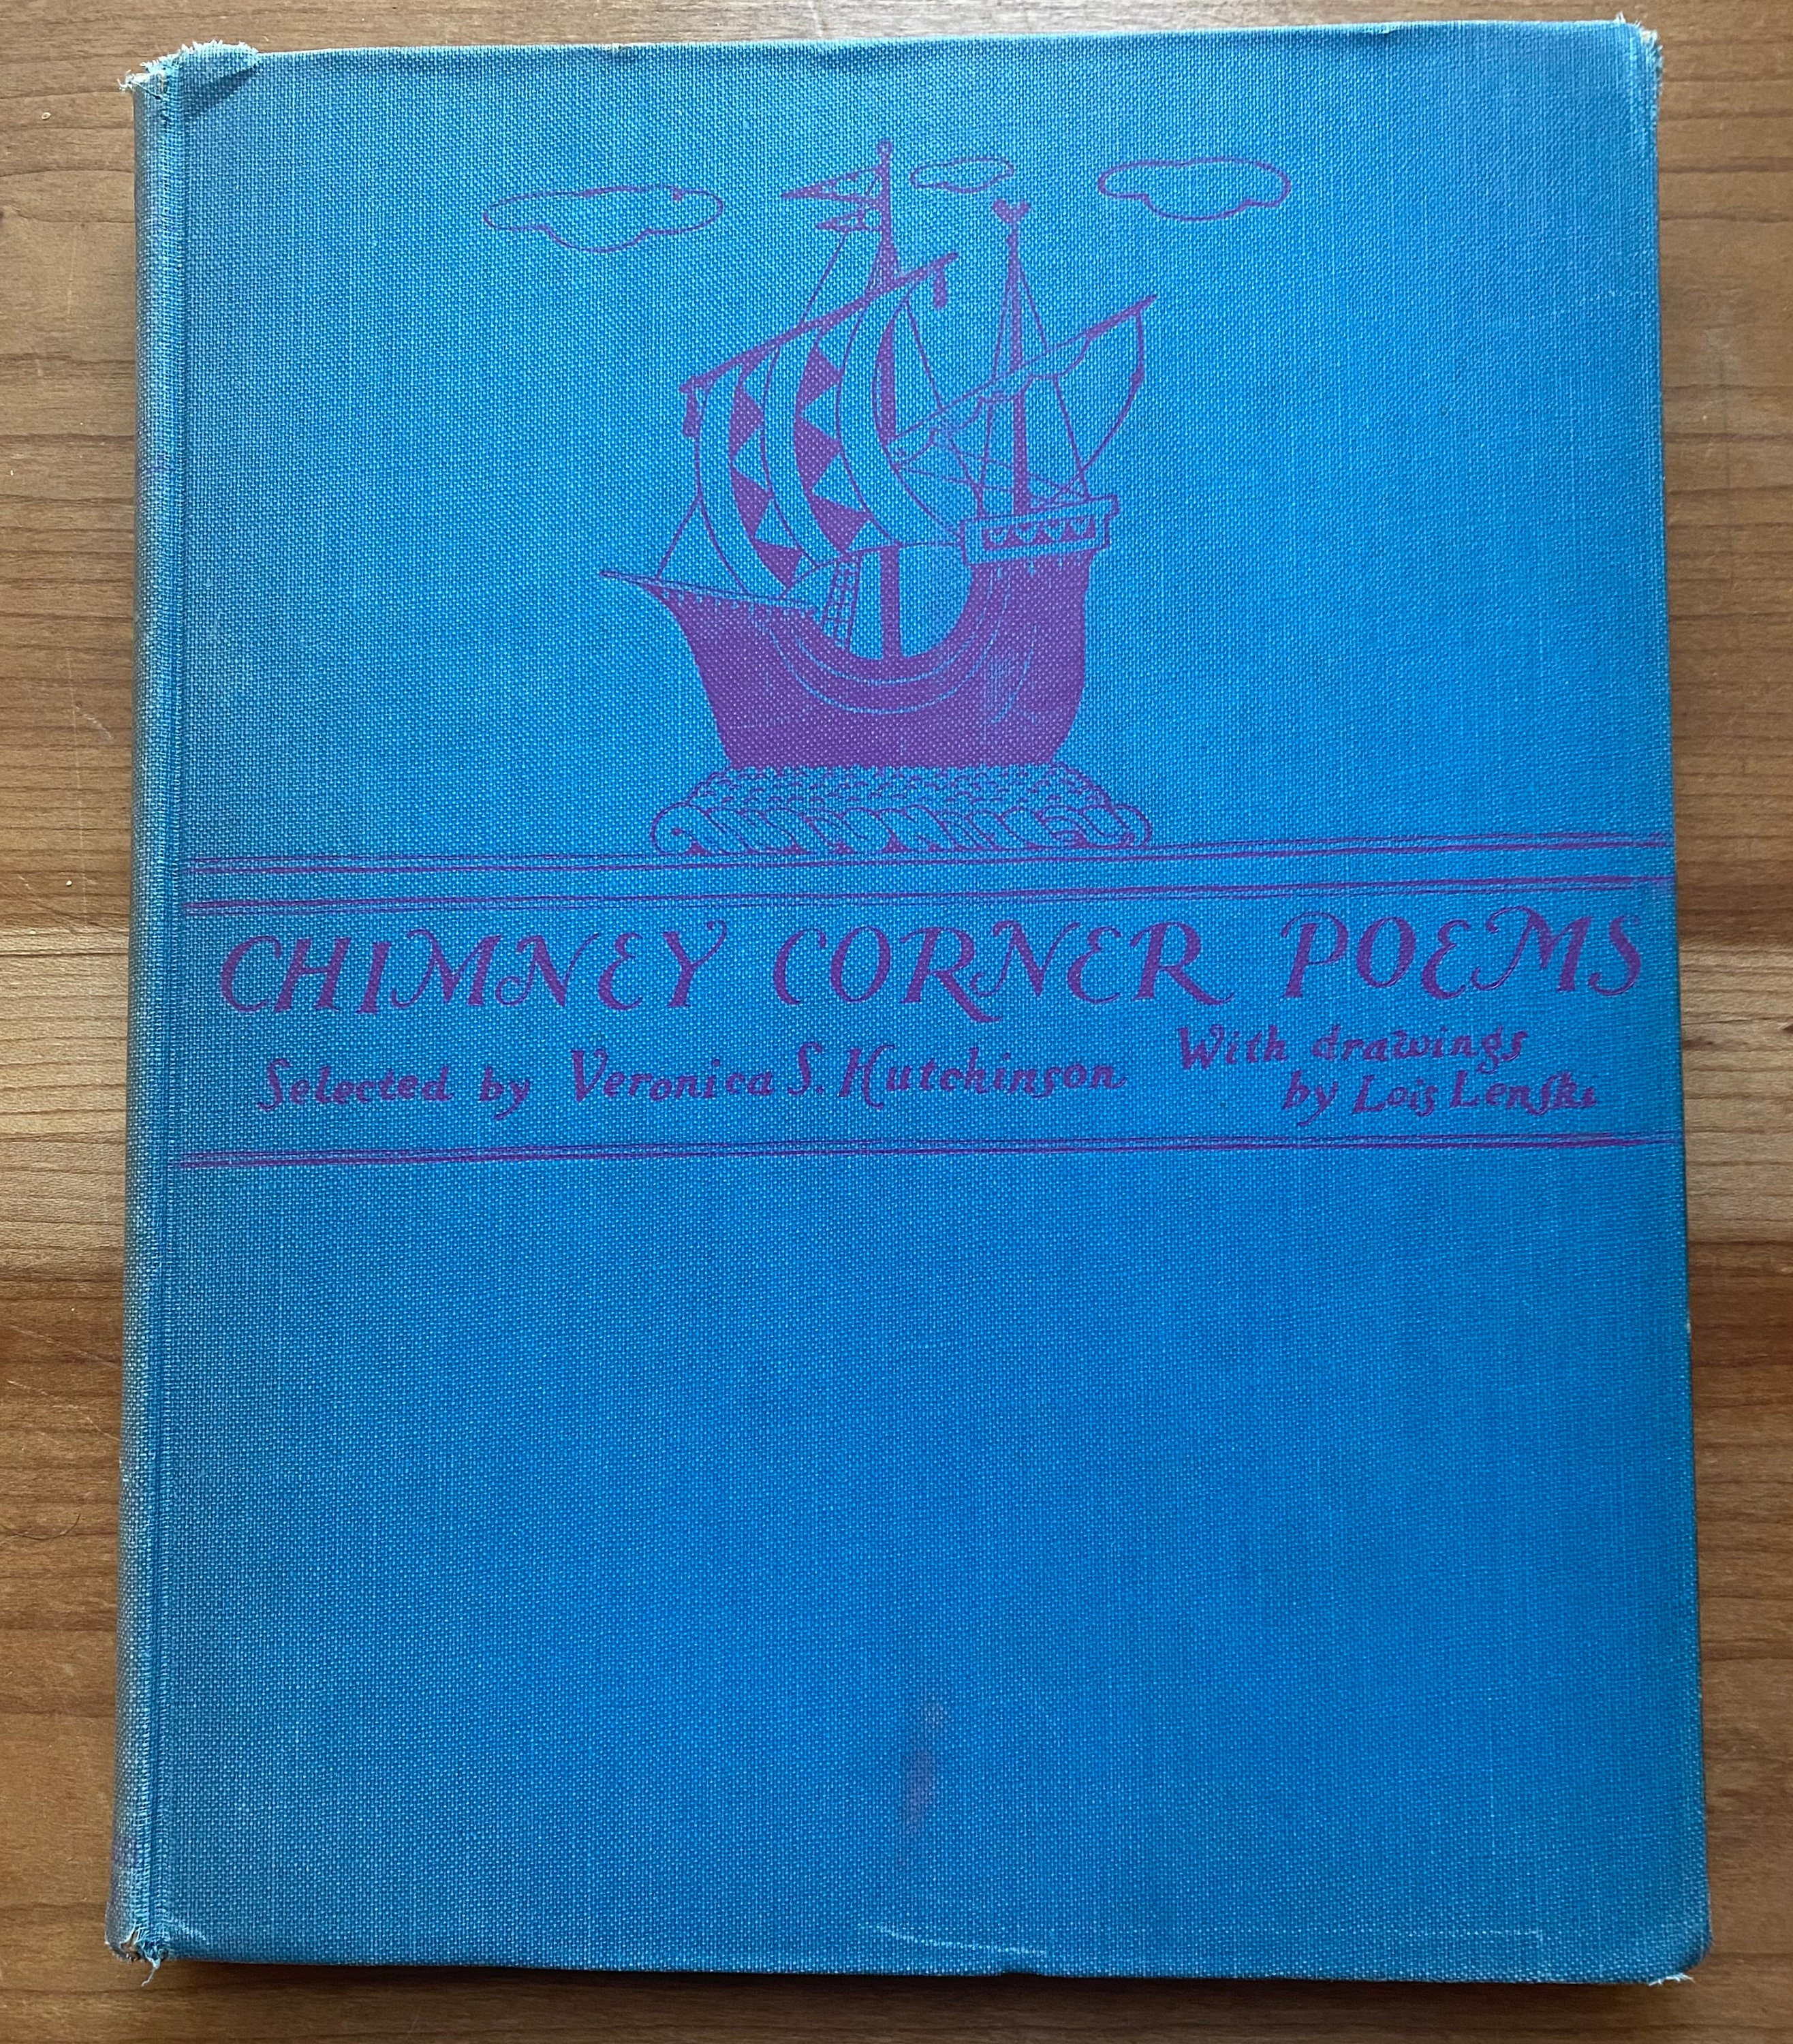 CHIMNEY CORNER POEMS
Selected by Veronica S. Hutchinson
With drawings
by Lois Lenski